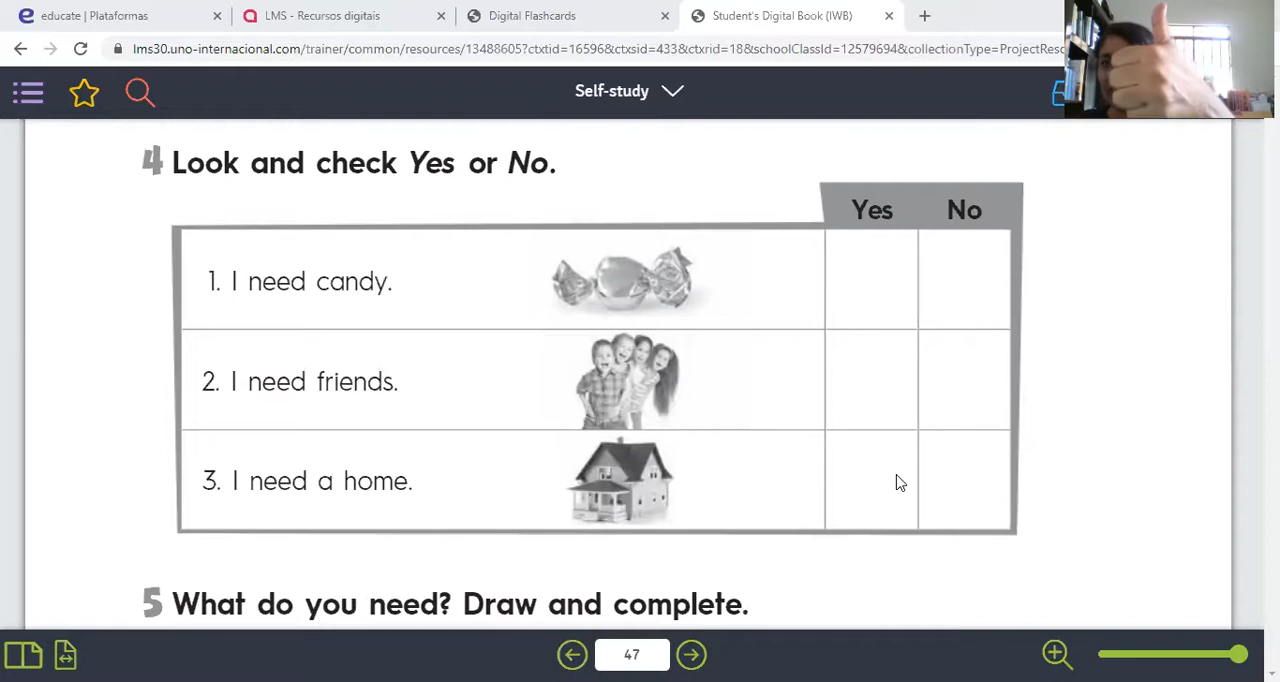 educate | Plataformas
LMS - Recursos digitais
Digital Flashcards
Student's Digital Book (IWB)
lms30.uno-internacional.com/trainer/common/resources/13488605?ctxtid=16596&ctxsid=433&ctxrid=18&schoolClassId=12579694&collectionType=ProjectReso
Self-study
4 Look and check Yes or No.
Yes No
1. I need candy.
2. I need friends.
3. I need a home.
5 What do you need? Draw and complete.
47